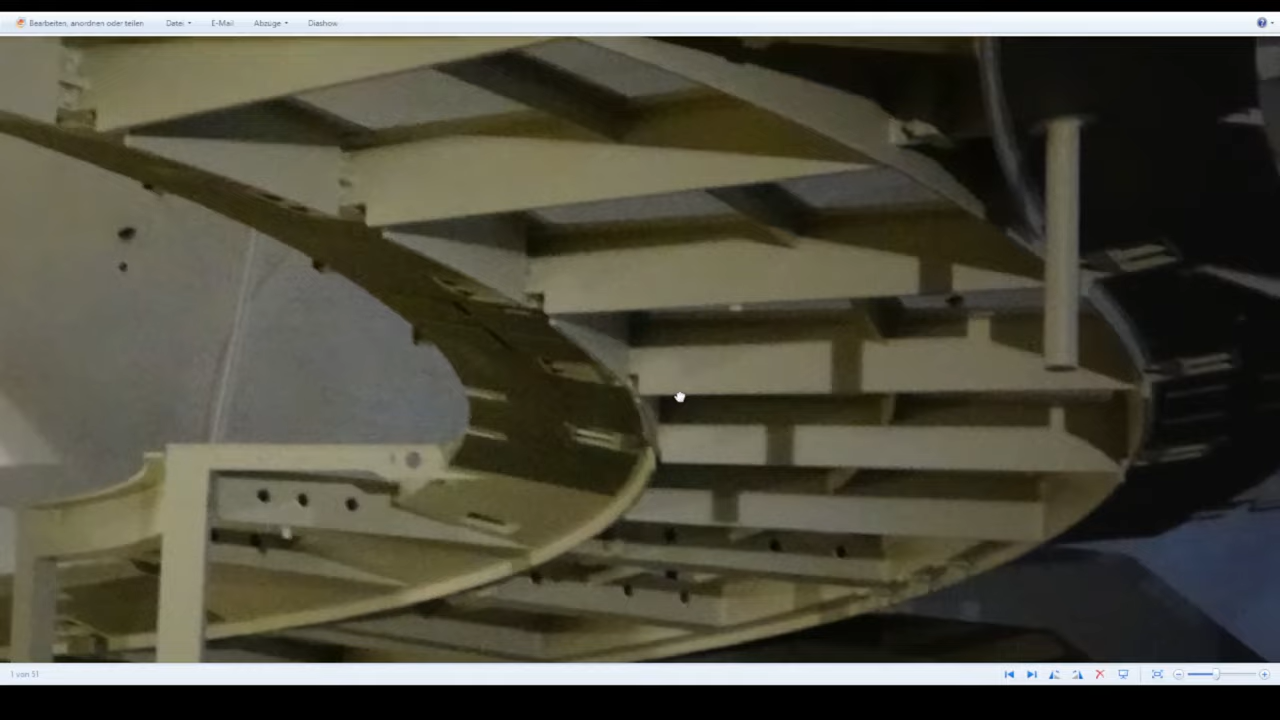 Bearbeiten, anordnen oder teilen Datei E-Mail Abzüge Diashow
1 von 51